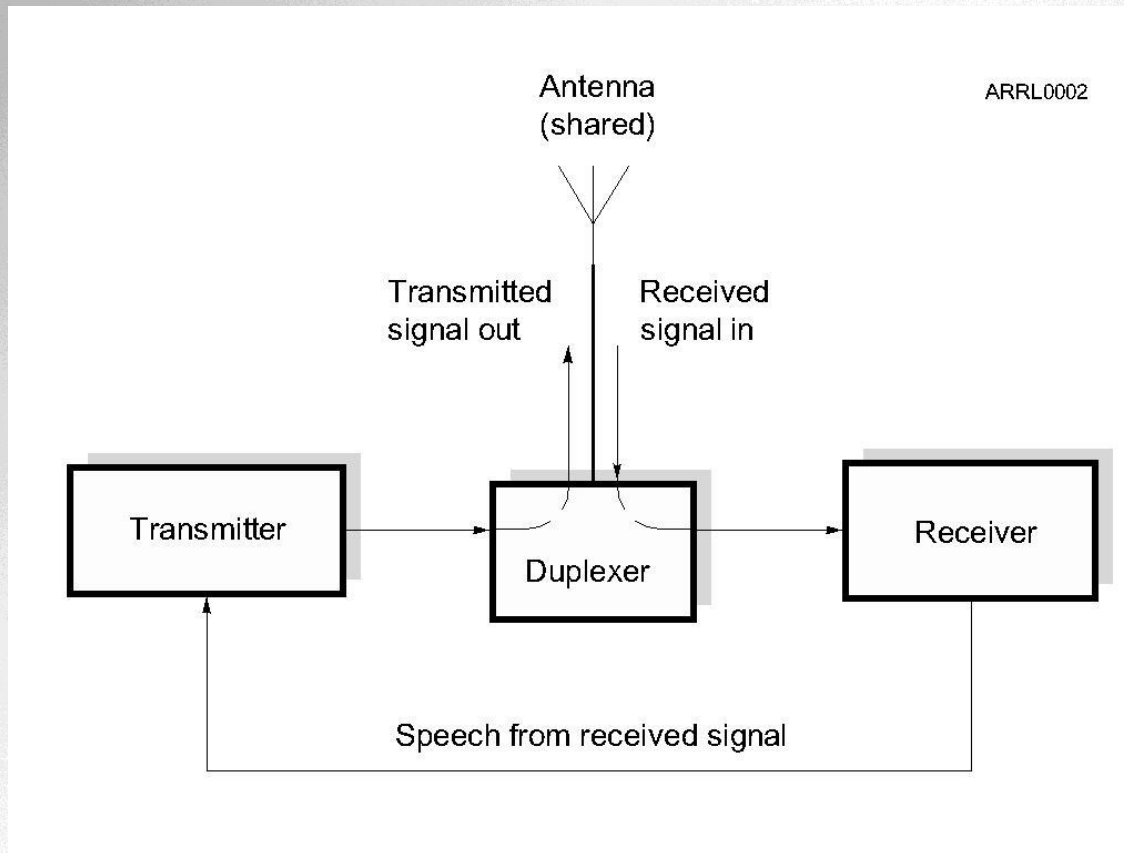 Antenna
(shared)
ARRL0002
Transmitted
signal out
Received
signal in
Transmitter
Duplexer
Receiver
Speech from received signal